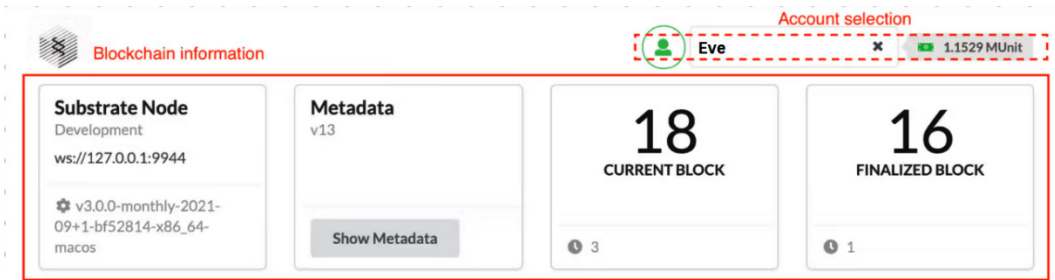 Account selection
Blockchain information
Eve
1.1529 MUnit
Substrate Node
Development
ws://127.0.0.1:9944
v3.0.0-monthly-2021-
09+1-bf52814-x86_64-
macos
Metadata
v13
Show Metadata
18
CURRENT BLOCK
3
16
FINALIZED BLOCK
1